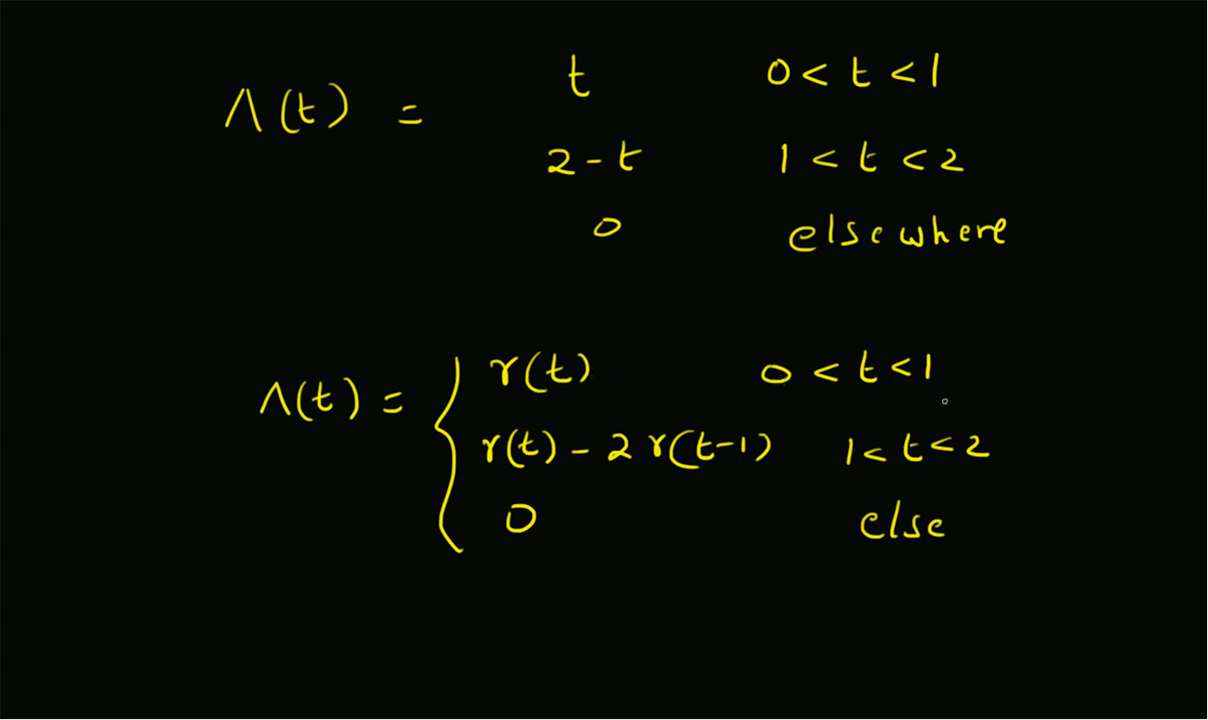 Λ(t) = t 0 < t < 1
2 - t 1 < t < 2
0 elsewhere
Λ(t) = { r(t) 0 < t < 1
r(t) - 2 r(t-1) 1 < t < 2
0 else